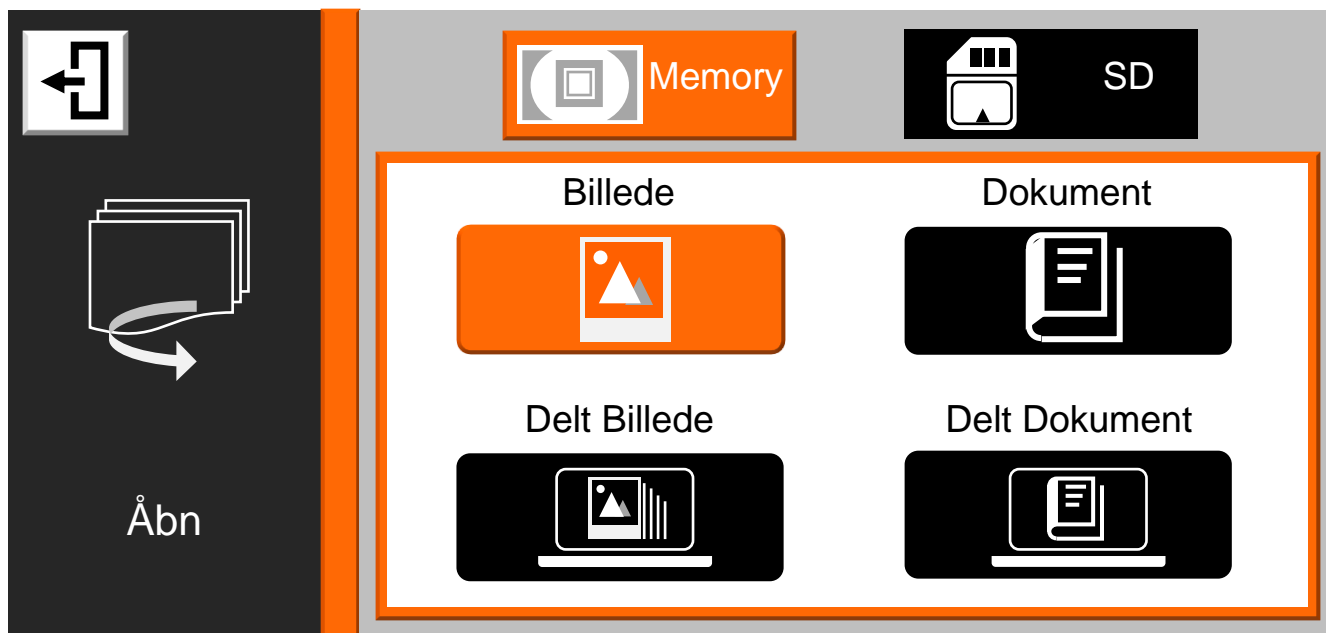 Memory
SD
Billede
Dokument
Delt Billede
Delt Dokument
Åbn